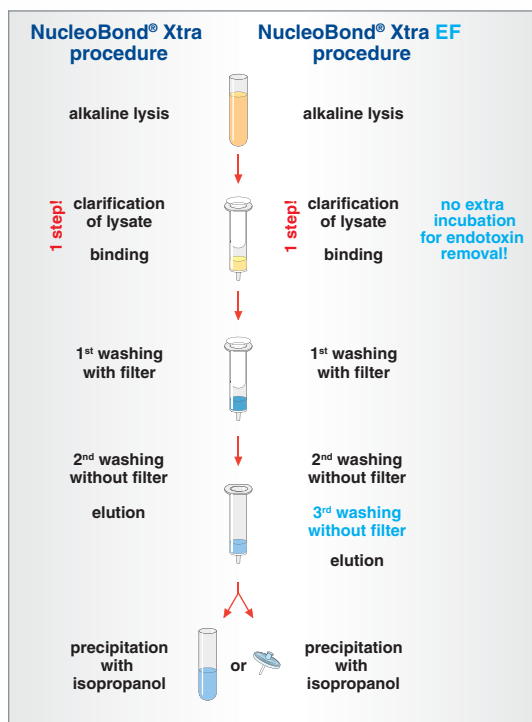 NucleoBond® Xtra
procedure
NucleoBond® Xtra EF
procedure
alkaline lysis
alkaline lysis
1 step!
clarification
of lysate
binding
1 step!
clarification
of lysate
binding
no extra
incubation
for endotoxin
removal!
1st washing
with filter
1st washing
with filter
2nd washing
without filter
elution
2nd washing
without filter
3rd washing
without filter
elution
precipitation
with
isopropanol
or
precipitation
with
isopropanol